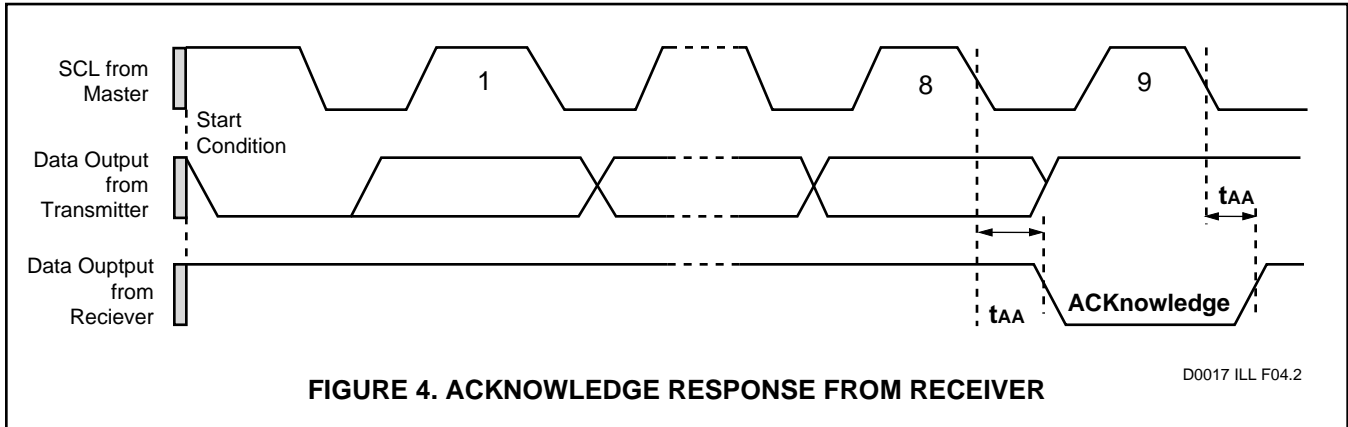 SCL from
Master
1
8
9
Start
Condition
Data Output
from
Transmitter
tAA
Data Ouptput
from
Reciever
tAA
ACKnowledge
FIGURE 4. ACKNOWLEDGE RESPONSE FROM RECEIVER
D0017 ILL F04.2